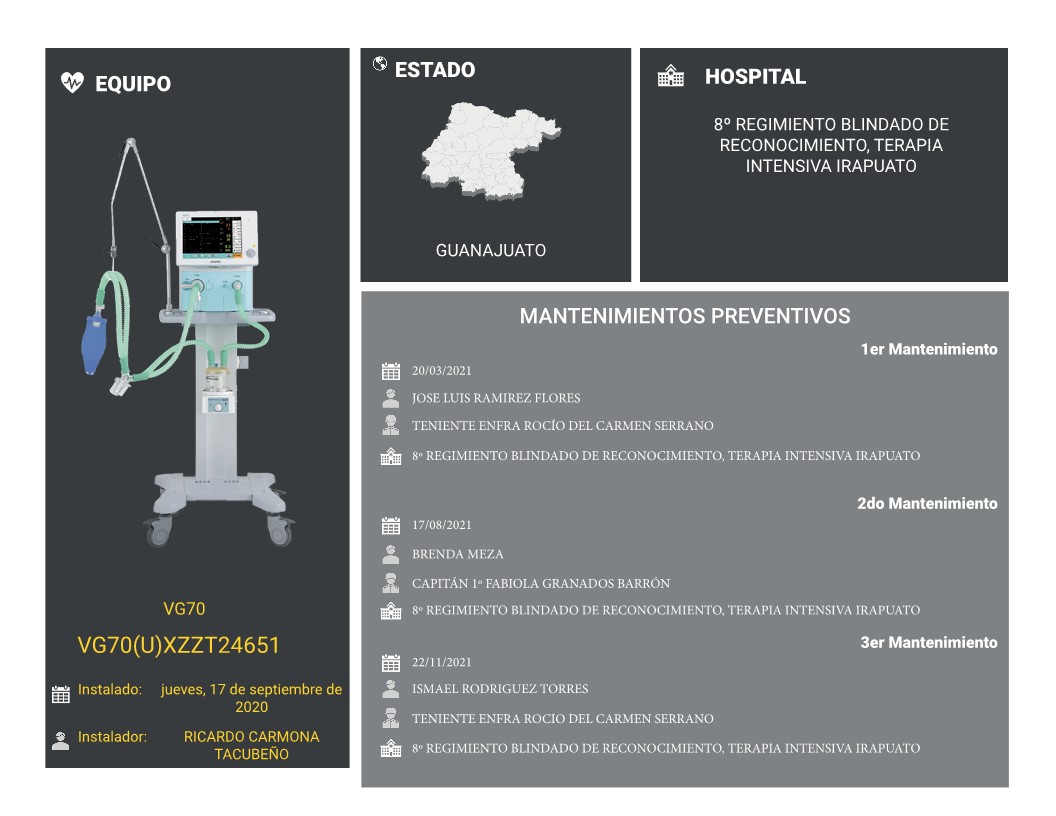 EQUIPO
VG70
VG70(U)XZZT24651
Instalado: jueves, 17 de septiembre de
2020
Instalador: RICARDO CARMONA
TACUBEÑO
ESTADO
GUANAJUATO
HOSPITAL
8º REGIMIENTO BLINDADO DE
RECONOCIMIENTO, TERAPIA
INTENSIVA IRAPUATO
MANTENIMIENTOS PREVENTIVOS
1er Mantenimiento
20/03/2021
JOSE LUIS RAMIREZ FLORES
TENIENTE ENFRA ROCÍO DEL CARMEN SERRANO
8º REGIMIENTO BLINDADO DE RECONOCIMIENTO, TERAPIA INTENSIVA IRAPUATO
2do Mantenimiento
17/08/2021
BRENDA MEZA
CAPITÁN 1º FABIOLA GRANADOS BARRÓN
8º REGIMIENTO BLINDADO DE RECONOCIMIENTO, TERAPIA INTENSIVA IRAPUATO
3er Mantenimiento
22/11/2021
ISMAEL RODRIGUEZ TORRES
TENIENTE ENFRA ROCIO DEL CARMEN SERRANO
8º REGIMIENTO BLINDADO DE RECONOCIMIENTO, TERAPIA INTENSIVA IRAPUATO